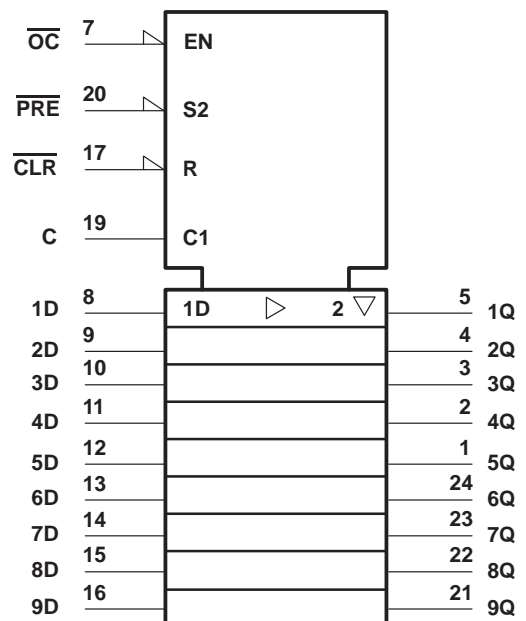 OC 7 EN
PRE 20 S2
CLR 17 R
C 19 C1
1D 8 1D 2 5 1Q
2D 9 4 2Q
3D 10 3 3Q
4D 11 2 4Q
5D 12 1 5Q
6D 13 24 6Q
7D 14 23 7Q
8D 15 22 8Q
9D 16 21 9Q